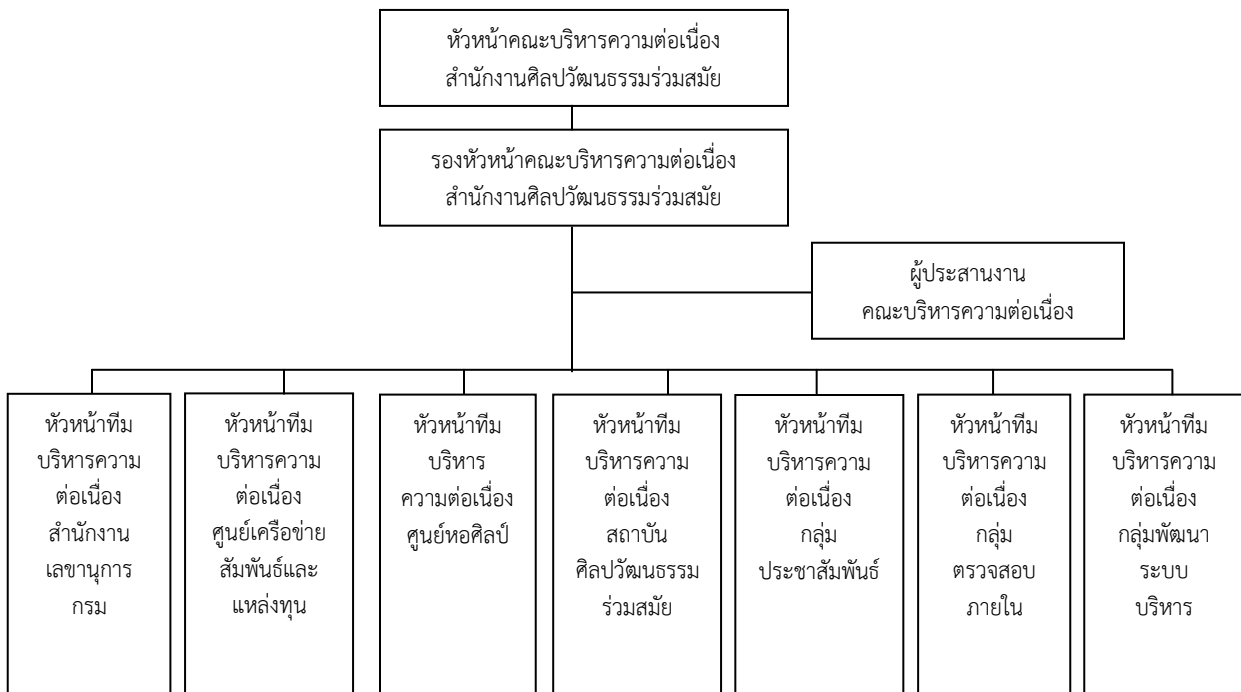 หัวหน้าคณะบริหารความต่อเนื่อง
สำนักงานศิลปวัฒนธรรมร่วมสมัย
รองหัวหน้าคณะบริหารความต่อเนื่อง
สำนักงานศิลปวัฒนธรรมร่วมสมัย
ผู้ประสานงาน
คณะบริหารความต่อเนื่อง
หัวหน้าทีม
บริหารความ
ต่อเนื่อง
สำนักงาน
เลขานุการ
กรม
หัวหน้าทีม
บริหารความ
ต่อเนื่อง
ศูนย์เครือข่าย
สัมพันธ์และ
แหล่งทุน
หัวหน้าทีม
บริหาร
ความต่อเนื่อง
ศูนย์หอศิลป์
หัวหน้าทีม
บริหารความ
ต่อเนื่อง
สถาบัน
ศิลปวัฒนธรรม
ร่วมสมัย
หัวหน้าทีม
บริหารความ
ต่อเนื่อง
กลุ่ม
ประชาสัมพันธ์
หัวหน้าทีม
บริหารความ
ต่อเนื่อง
กลุ่ม
ตรวจสอบ
ภายใน
หัวหน้าทีม
บริหารความ
ต่อเนื่อง
กลุ่มพัฒนา
ระบบ
บริหาร